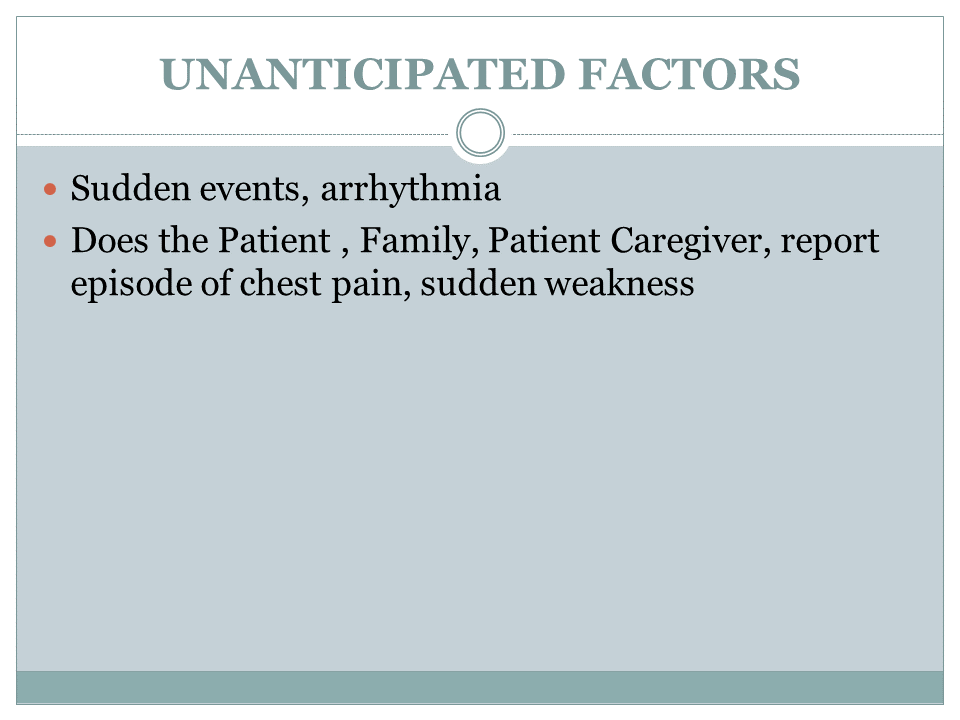 UNANTICIPATED FACTORS
Sudden events, arrhythmia
Does the Patient , Family, Patient Caregiver, report
episode of chest pain, sudden weakness